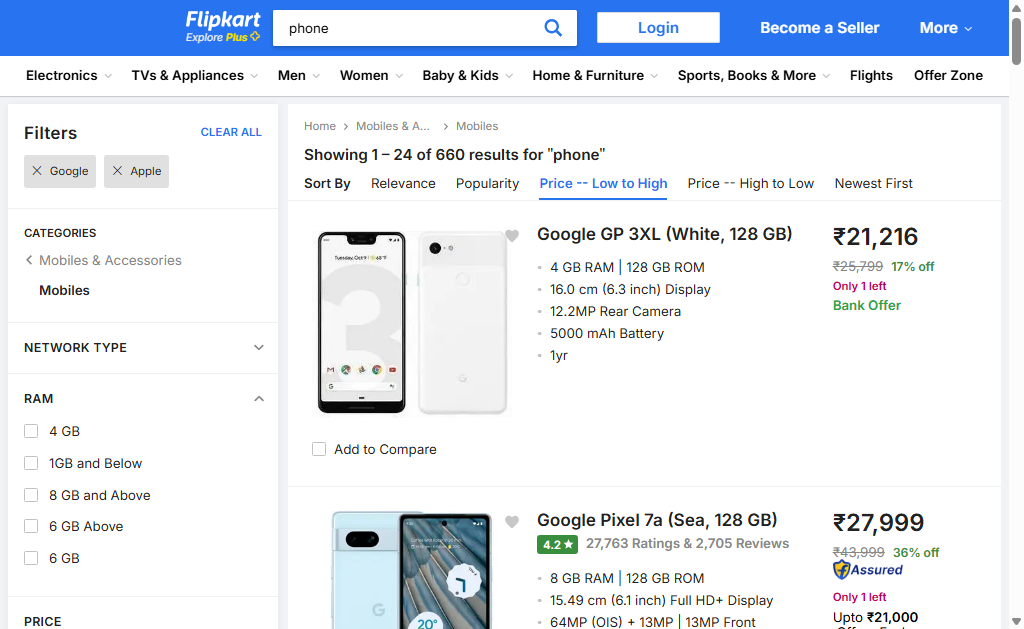 Flipkart
Explore Plus
phone
Login
Become a Seller
More
Electronics
TVs & Appliances
Men
Women
Baby & Kids
Home & Furniture
Sports, Books & More
Flights
Offer Zone
Filters
CLEAR ALL
Google
Apple
CATEGORIES
Mobiles & Accessories
Mobiles
NETWORK TYPE
RAM
4 GB
1GB and Below
8 GB and Above
6 GB Above
6 GB
PRICE
Home
Mobiles & A...
Mobiles
Showing 1 – 24 of 660 results for "phone"
Sort By
Relevance
Popularity
Price -- Low to High
Price -- High to Low
Newest First
Google GP 3XL (White, 128 GB)
4 GB RAM | 128 GB ROM
16.0 cm (6.3 inch) Display
12.2MP Rear Camera
5000 mAh Battery
1yr
₹21,216
₹25,799 17% off
Only 1 left
Bank Offer
Add to Compare
Google Pixel 7a (Sea, 128 GB)
4.2 ★ 27,763 Ratings & 2,705 Reviews
8 GB RAM | 128 GB ROM
15.49 cm (6.1 inch) Full HD+ Display
64MP (OIS) + 13MP | 13MP Front
20°
₹27,999
₹43,999 36% off
Assured
Only 1 left
Upto ₹21,000